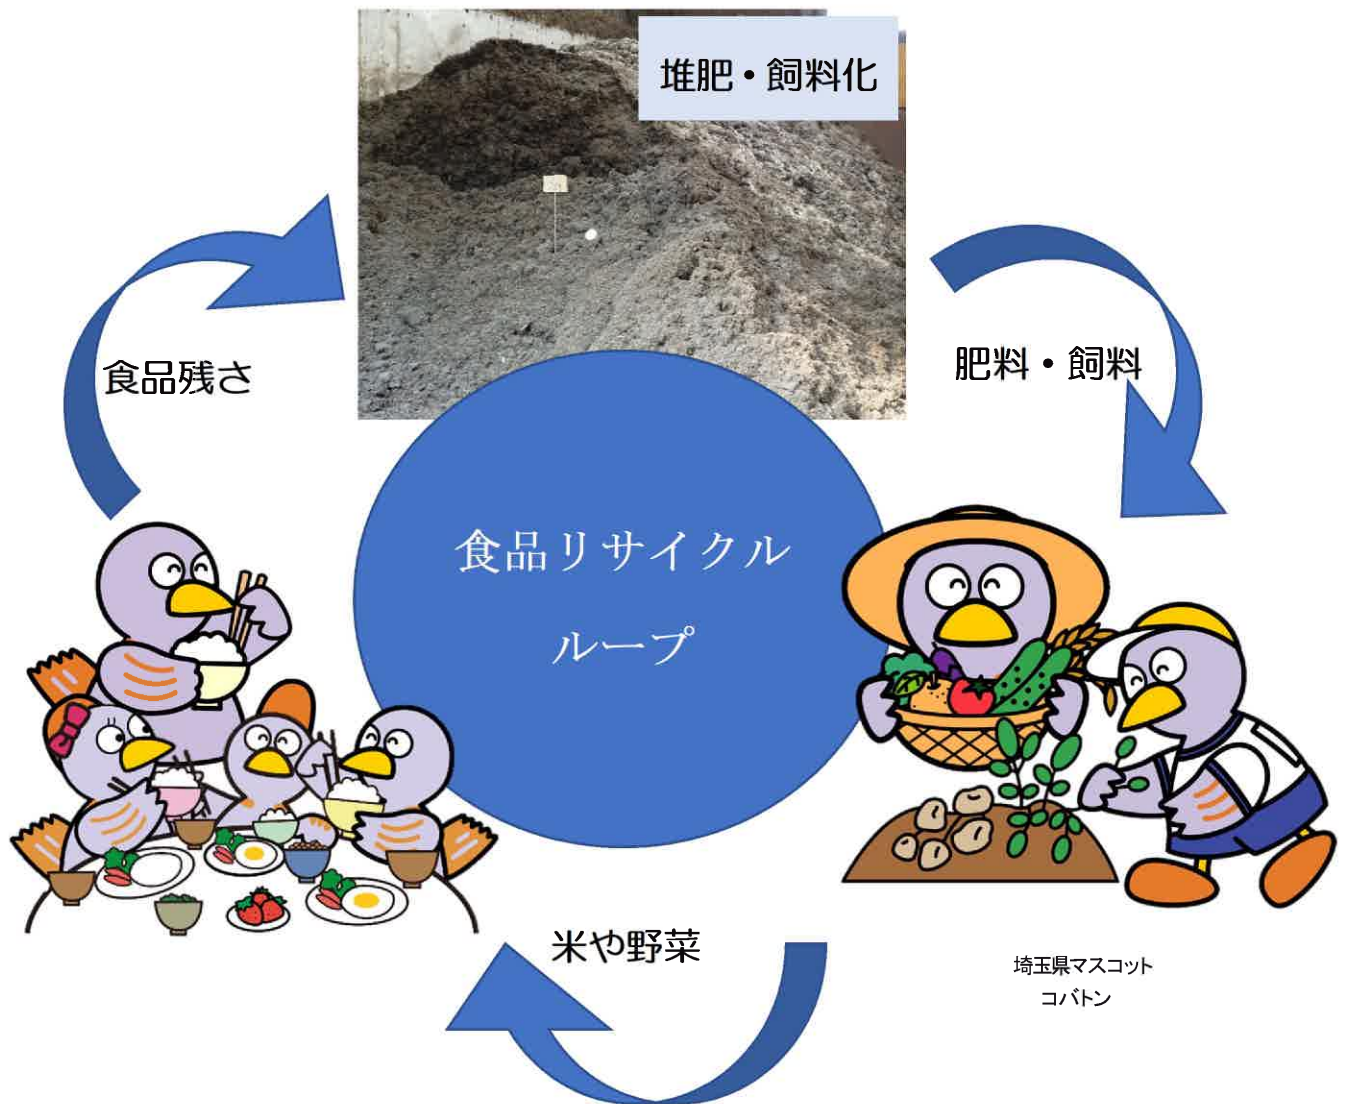 堆肥・飼料化
食品残さ
肥料・飼料
食品リサイクル
ループ
米や野菜
埼玉県マスコット
コバトン